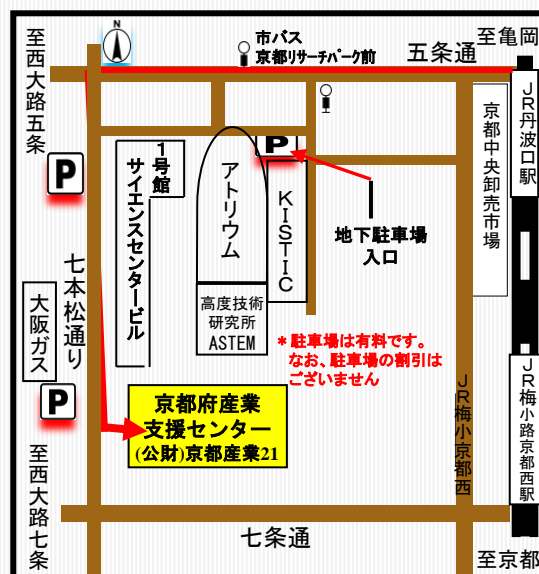 N
市バス
京都リサーチパーク前
五条通
至亀岡
至西大路五条
JR丹波口駅
京都中央卸売市場
P
1号館
サイエンスセンタービル
アトリウム
P
KISTIC
地下駐車場
入口
七本松通り
大阪ガス
高度技術
研究所
ASTEM
*駐車場は有料です。
なお、駐車場の割引は
ございません
P
京都府産業
支援センター
(公財)京都産業21
JR梅小京都西
JR梅小路京都西駅
至西大路七条
七条通
至京都